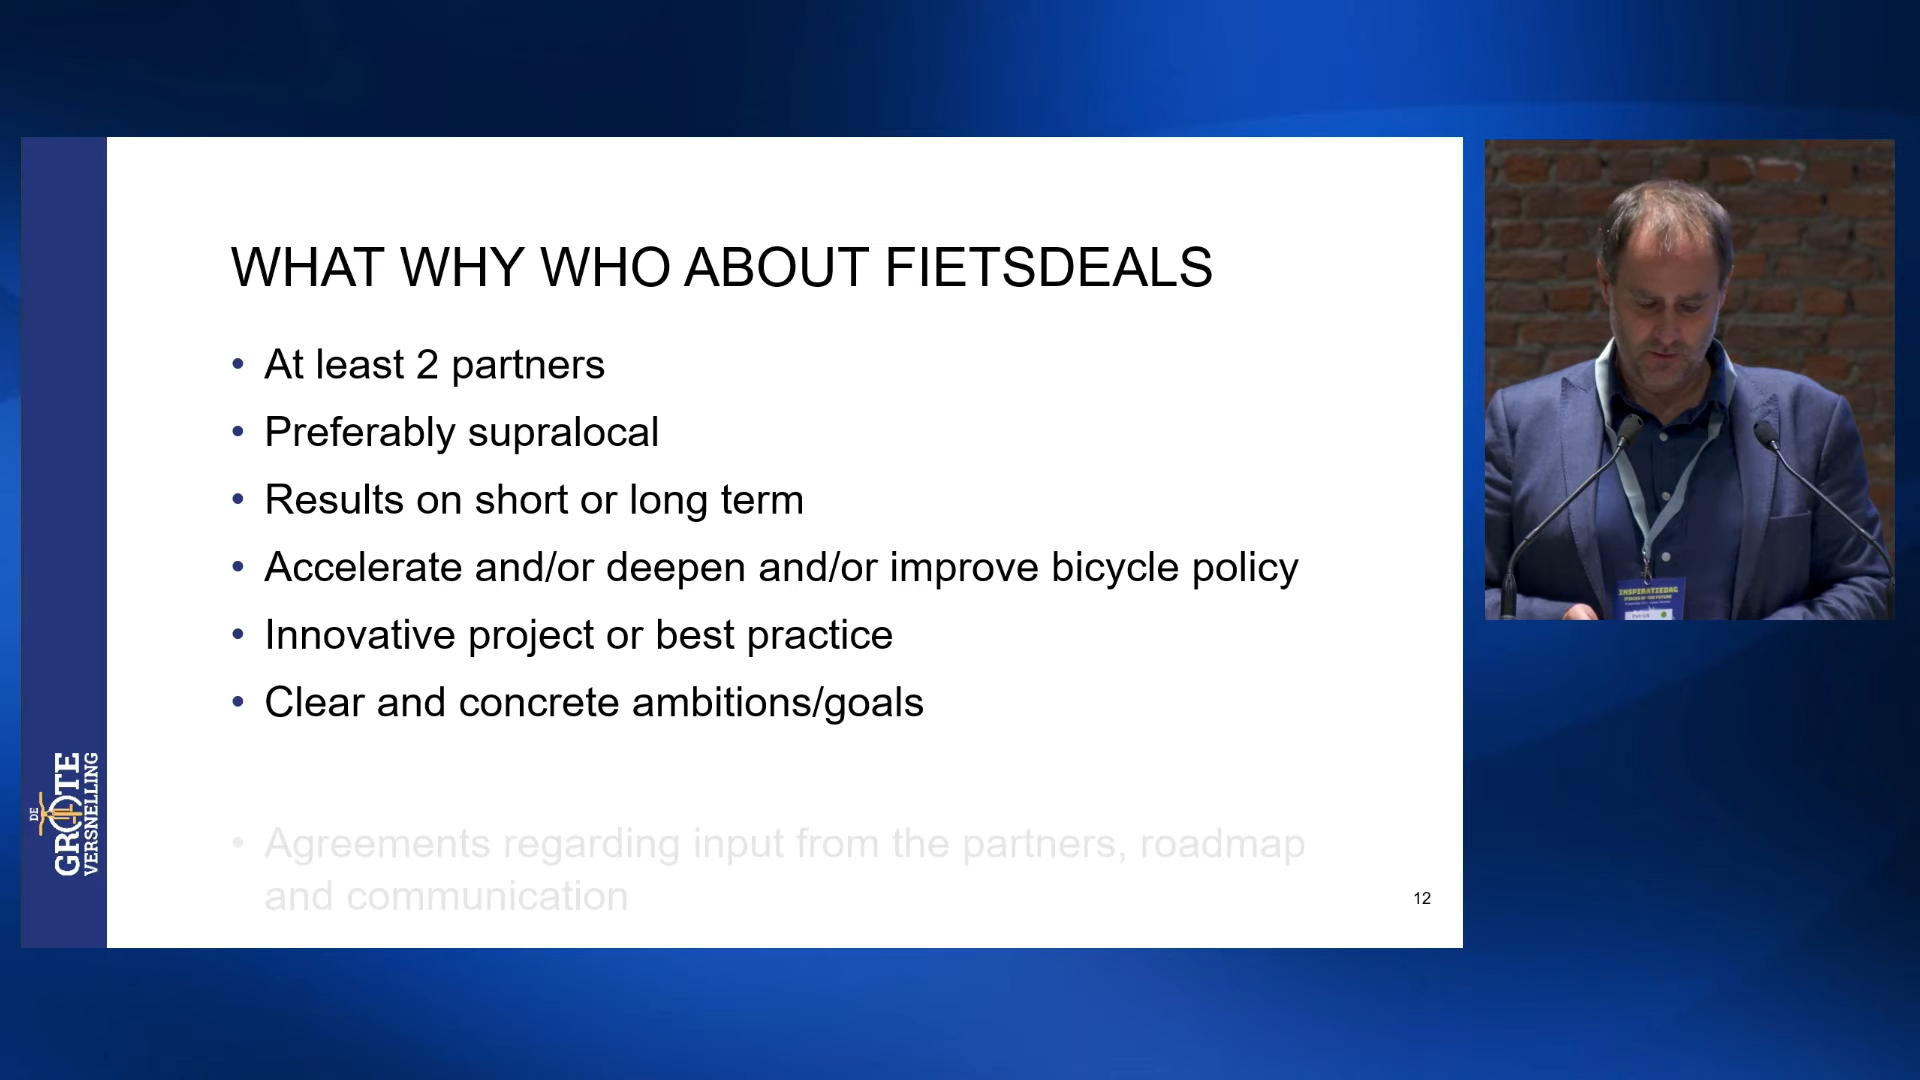 WHAT WHY WHO ABOUT FIETSDEALS
• At least 2 partners
• Preferably supralocal
• Results on short or long term
• Accelerate and/or deepen and/or improve bicycle policy
• Innovative project or best practice
• Clear and concrete ambitions/goals
• Agreements regarding input from the partners, roadmap
and communication
12
DE
GROTE
VERSNELLING
INSPIRATIEDAG